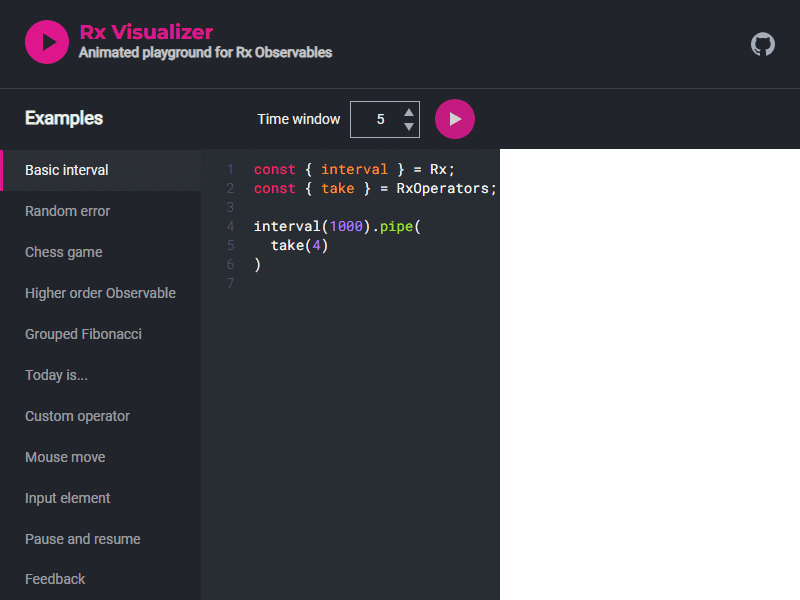 Rx Visualizer
Animated playground for Rx Observables
Examples
Time window 5
Basic interval
Random error
Chess game
Higher order Observable
Grouped Fibonacci
Today is...
Custom operator
Mouse move
Input element
Pause and resume
Feedback
1 const { interval } = Rx;
2 const { take } = RxOperators;
3
4 interval(1000).pipe(
5   take(4)
6 )
7